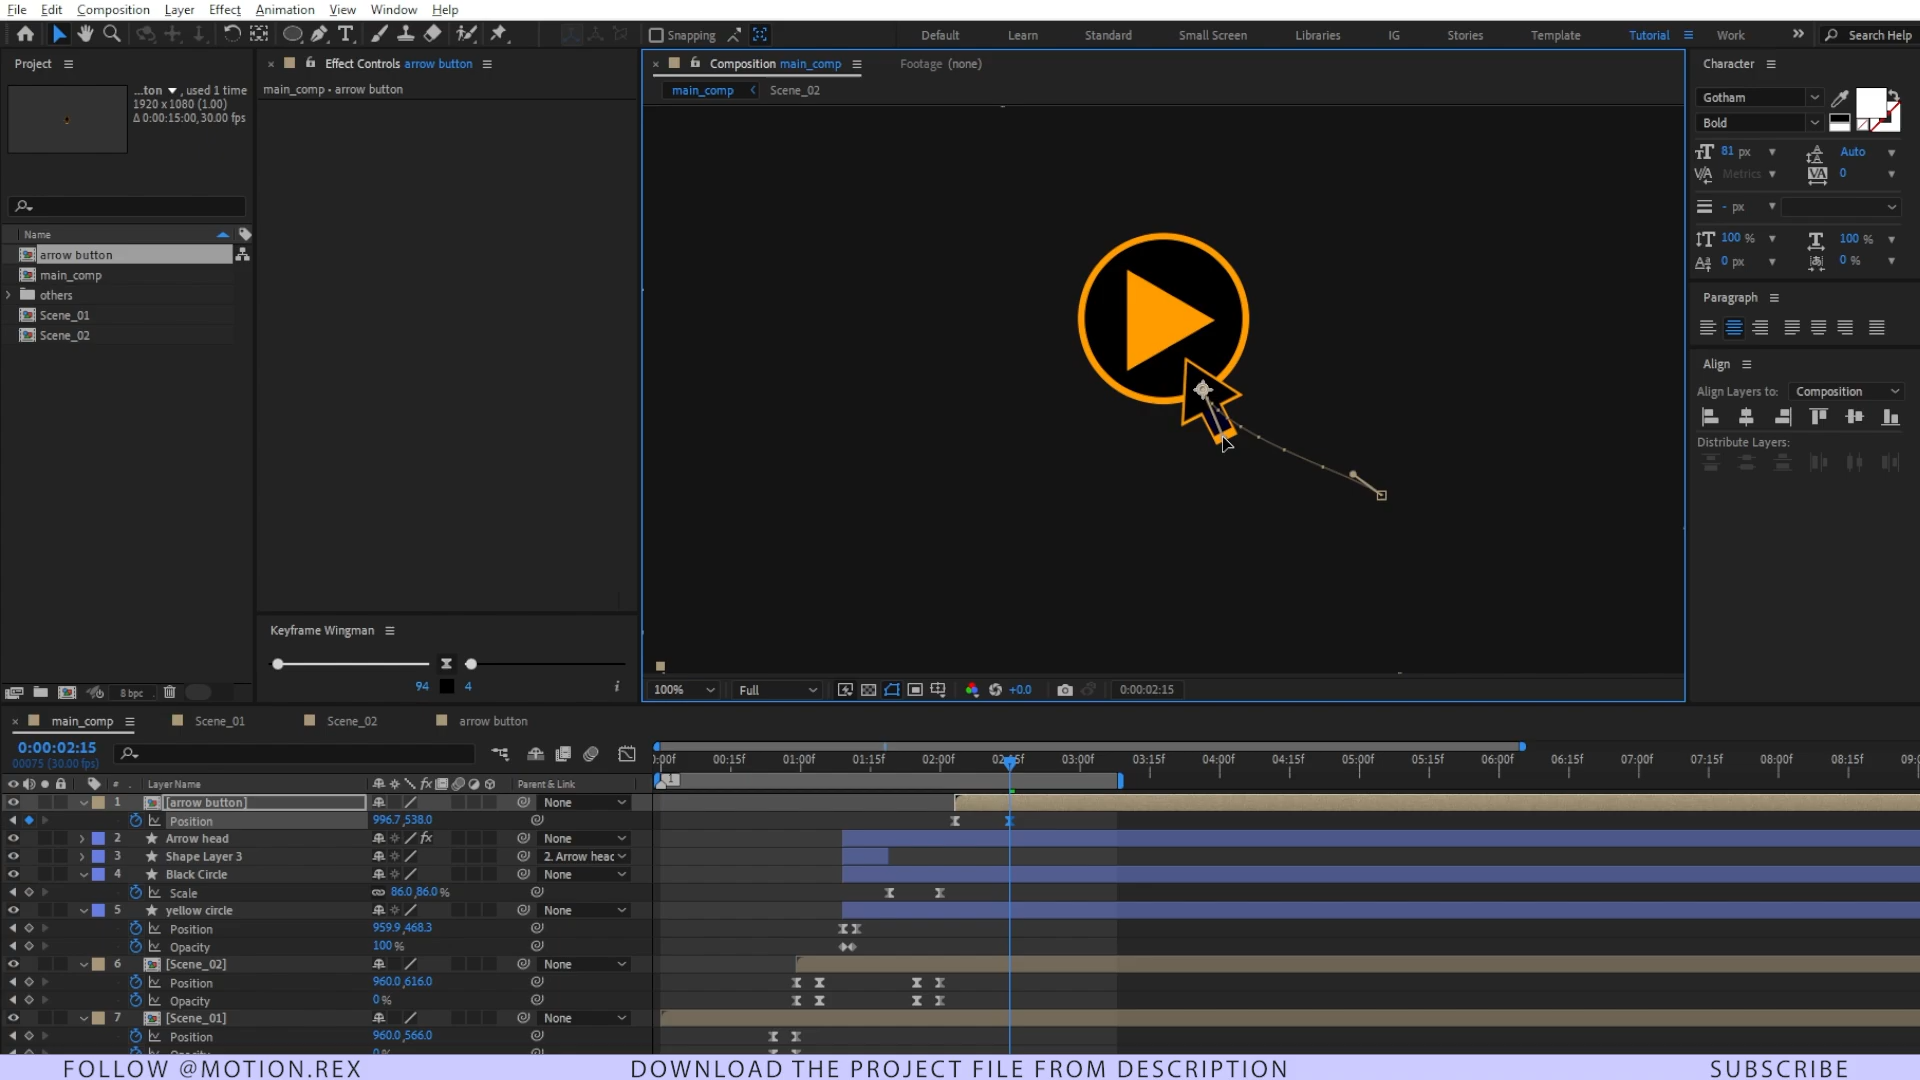 File Edit Composition Layer Effect Animation View Window Help
Snapping Default Learn Standard Small Screen Libraries IG Stories Template Tutorial Work Search Help
Project
...ton , used 1 time
1920 x 1080 (1.00)
Δ 0:00:15:00, 30.00 fps
Name
arrow button
main_comp
others
Scene_01
Scene_02
8 bpc
Effect Controls arrow button
main_comp • arrow button
Keyframe Wingman
94 4 i
Composition main_comp
Footage (none)
main_comp Scene_02
100% Full +0.0 0:00:02:15
Character
Gotham
Bold
81 px Auto
Metrics 0
- px
100 % 100 %
0 px 0 %
Paragraph
Align
Align Layers to: Composition
Distribute Layers:
main_comp Scene_01 Scene_02 arrow button
0:00:02:15
00075 (30.00 fps)
:00f 00:15f 01:00f 01:15f 02:00f 03:00f 03:15f 04:00f 04:15f 05:00f 05:15f 06:00f 06:15f 07:00f 07:15f 08:00f 08:15f 09:0
# Layer Name fx Parent & Link
1 [arrow button] None
Position 996.7,538.0
2 Arrow head fx None
3 Shape Layer 3 2. Arrow head
4 Black Circle None
Scale 86.0,86.0 %
5 yellow circle None
Position 959.9,468.3
Opacity 100 %
6 [Scene_02] None
Position 960.0,616.0
Opacity 0 %
7 [Scene_01] None
Position 960.0,566.0
FOLLOW @MOTION.REX DOWNLOAD THE PROJECT FILE FROM DESCRIPTION SUBSCRIBE